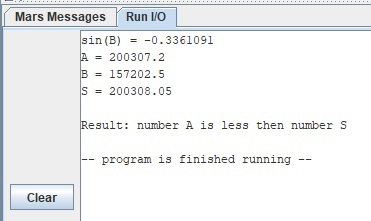 Mars Messages Run I/O
sin(B) = -0.3361091
A = 200307.2
B = 157202.5
S = 200308.05
Result: number A is less then number S
-- program is finished running --
Clear